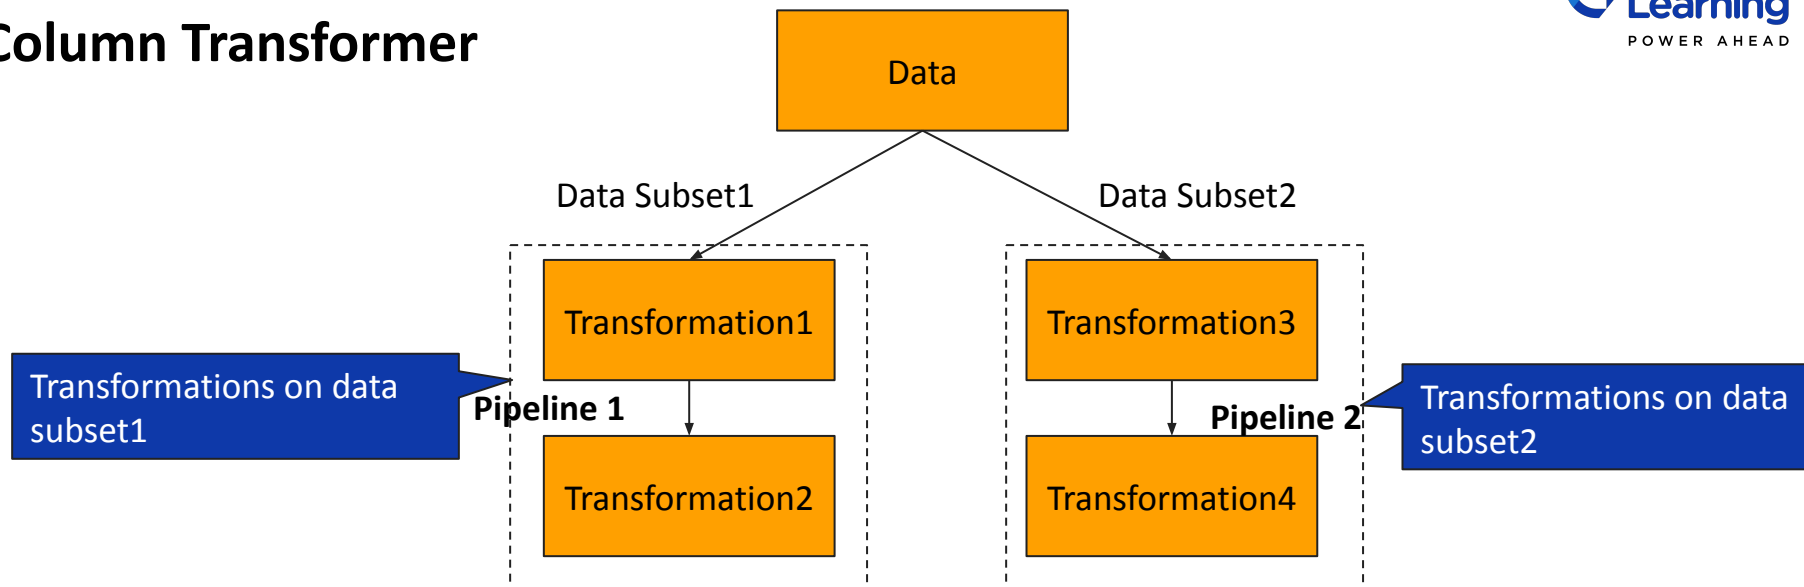 Column Transformer
Learning
POWER AHEAD
Data
Data Subset1
Data Subset2
Transformation1
Transformation3
Transformations on data
subset1
Pipeline 1
Pipeline 2
Transformations on data
subset2
Transformation2
Transformation4